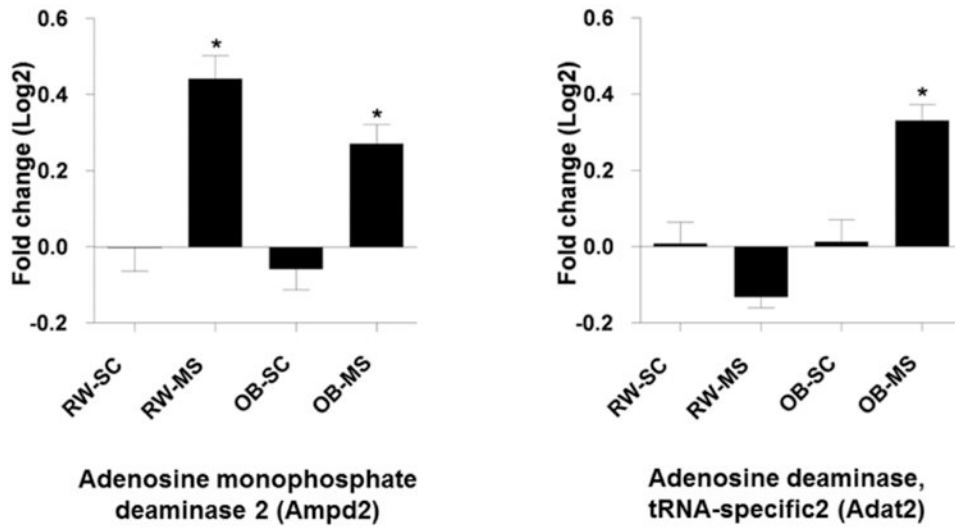 Fold change (Log2)
0.6
0.4
0.2
0.0
-0.2
*
*
RW-SC
RW-MS
OB-SC
OB-MS
Adenosine monophosphate
deaminase 2 (Ampd2)
Fold change (Log2)
0.6
0.4
0.2
0.0
-0.2
*
RW-SC
RW-MS
OB-SC
OB-MS
Adenosine deaminase,
tRNA-specific2 (Adat2)